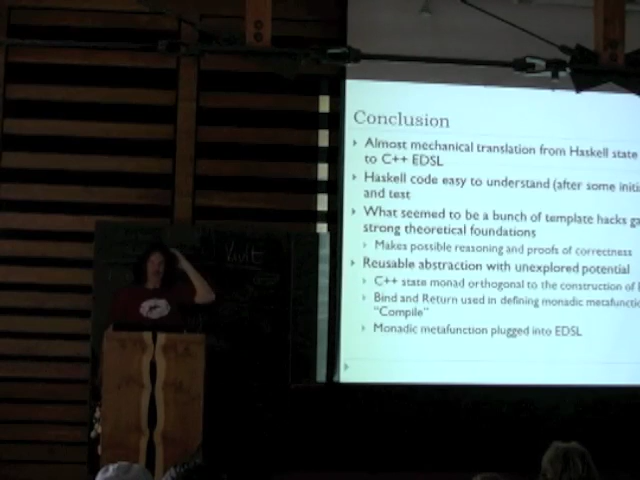 Conclusion
Almost mechanical translation from Haskell state
to C++ EDSL
Haskell code easy to understand (after some initi
and test
What seemed to be a bunch of template hacks ga
strong theoretical foundations
Makes possible reasoning and proofs of correctness
Reusable abstraction with unexplored potential
C++ state monad orthogonal to the construction of
Bind and Return used in defining monadic metafunctio
"Compile"
Monadic metafunction plugged into EDSL